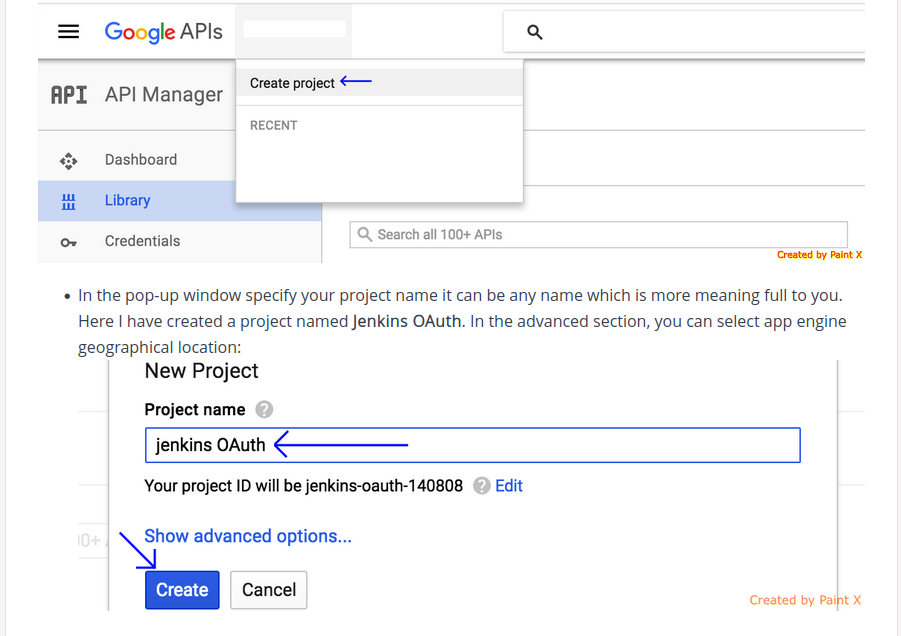 Google APIs
Create project
API API Manager
RECENT
Dashboard
Library
Search all 100+ APIs
Credentials
Created by Paint X
• In the pop-up window specify your project name it can be any name which is more meaning full to you.
Here I have created a project named Jenkins OAuth. In the advanced section, you can select app engine
geographical location:
New Project
Project name ?
jenkins OAuth
Your project ID will be jenkins-oauth-140808 ? Edit
Show advanced options...
Create Cancel
Created by Paint X